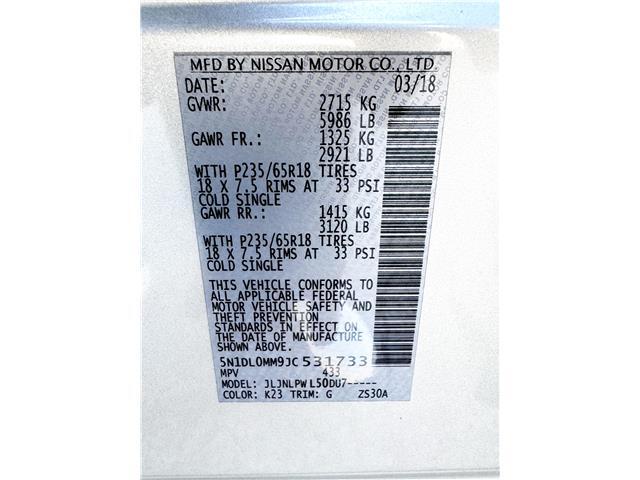 MFD BY NISSAN MOTOR CO., LTD.
DATE: 03/18
GVWR: 2715 KG
5986 LB
GAWR FR.: 1325 KG
2921 LB
WITH P235/65R18 TIRES
18 X 7.5 RIMS AT 33 PSI
COLD SINGLE
GAWR RR.: 1415 KG
3120 LB
WITH P235/65R18 TIRES
18 X 7.5 RIMS AT 33 PSI
COLD SINGLE
THIS VEHICLE CONFORMS TO
ALL APPLICABLE FEDERAL
MOTOR VEHICLE SAFETY AND
THEFT PREVENTION
STANDARDS IN EFFECT ON
THE DATE OF MANUFACTURE
SHOWN ABOVE.
5N1DL0MM9JC531733
MPV 433
MODEL: JLJNLPWL50DU7-----
COLOR: K23 TRIM: G ZS30A